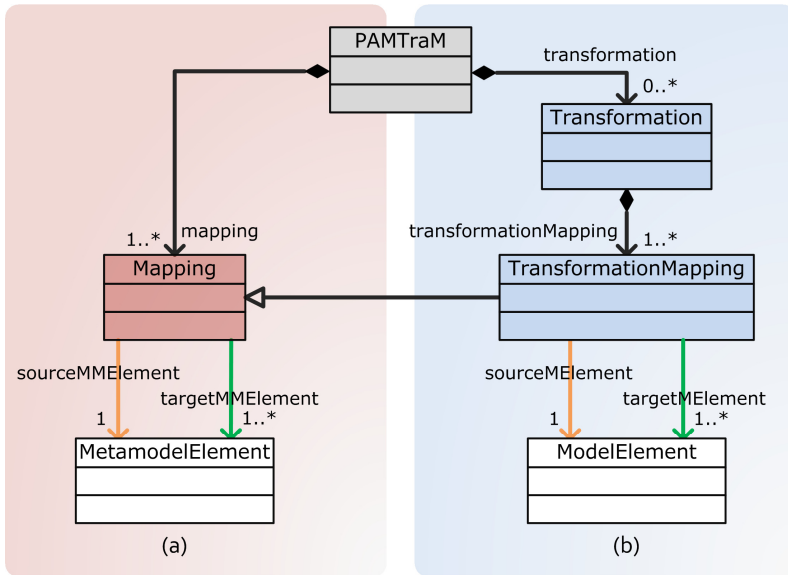 PAMTraM
transformation
0..*
Transformation
1..*
mapping
transformationMapping
1..*
Mapping
TransformationMapping
sourceMMElement
targetMMElement
1
1..*
sourceMElement
targetMElement
1
1..*
MetamodelElement
ModelElement
(a)
(b)